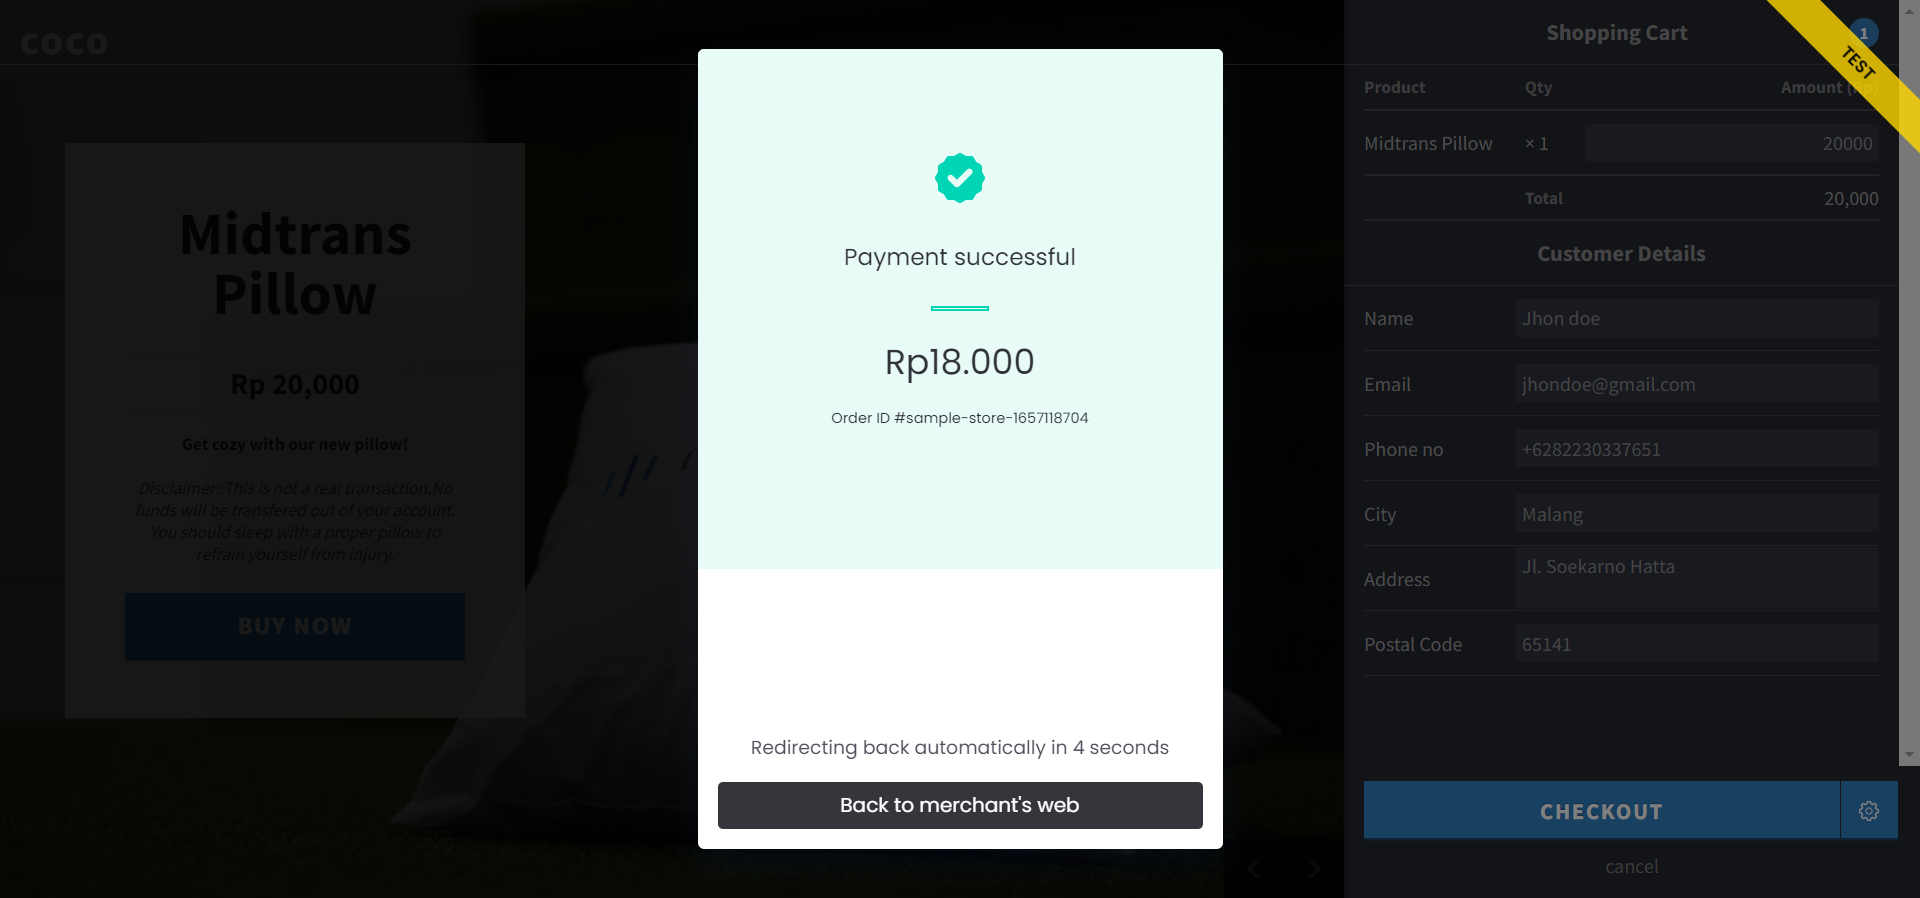 coco
Midtrans
Pillow
Rp 20,000
Get cozy with our new pillow!
Disclaimer: This is not a real transaction.No
funds will be transfered out of your account.
You should sleep with a proper pillow to
refrain yourself from injury.
BUY NOW
Payment successful
Rp18.000
Order ID #sample-store-1657118704
Redirecting back automatically in 4 seconds
Back to merchant's web
Shopping Cart 1
TEST
Product Qty Amount (Rp)
Midtrans Pillow × 1 20000
Total 20,000
Customer Details
Name Jhon doe
Email jhondoe@gmail.com
Phone no +6282230337651
City Malang
Address Jl. Soekarno Hatta
Postal Code 65141
CHECKOUT
cancel